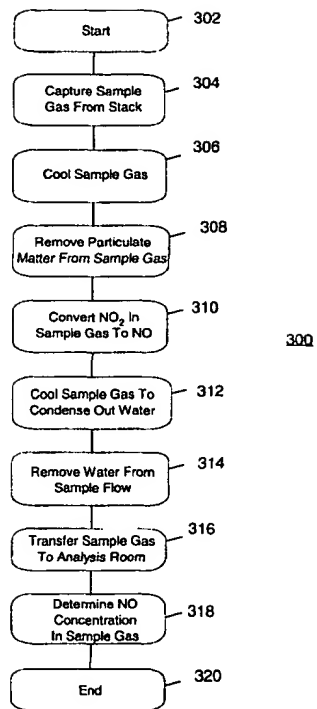 302
Start
304
Capture Sample
Gas From Stack
306
Cool Sample Gas
308
Remove Particulate
Matter From Sample Gas
310
Convert NO₂ In
Sample Gas To NO
300
312
Cool Sample Gas To
Condense Out Water
314
Remove Water From
Sample Flow
316
Transfer Sample Gas
To Analysis Room
318
Determine NO
Concentration
In Sample Gas
320
End